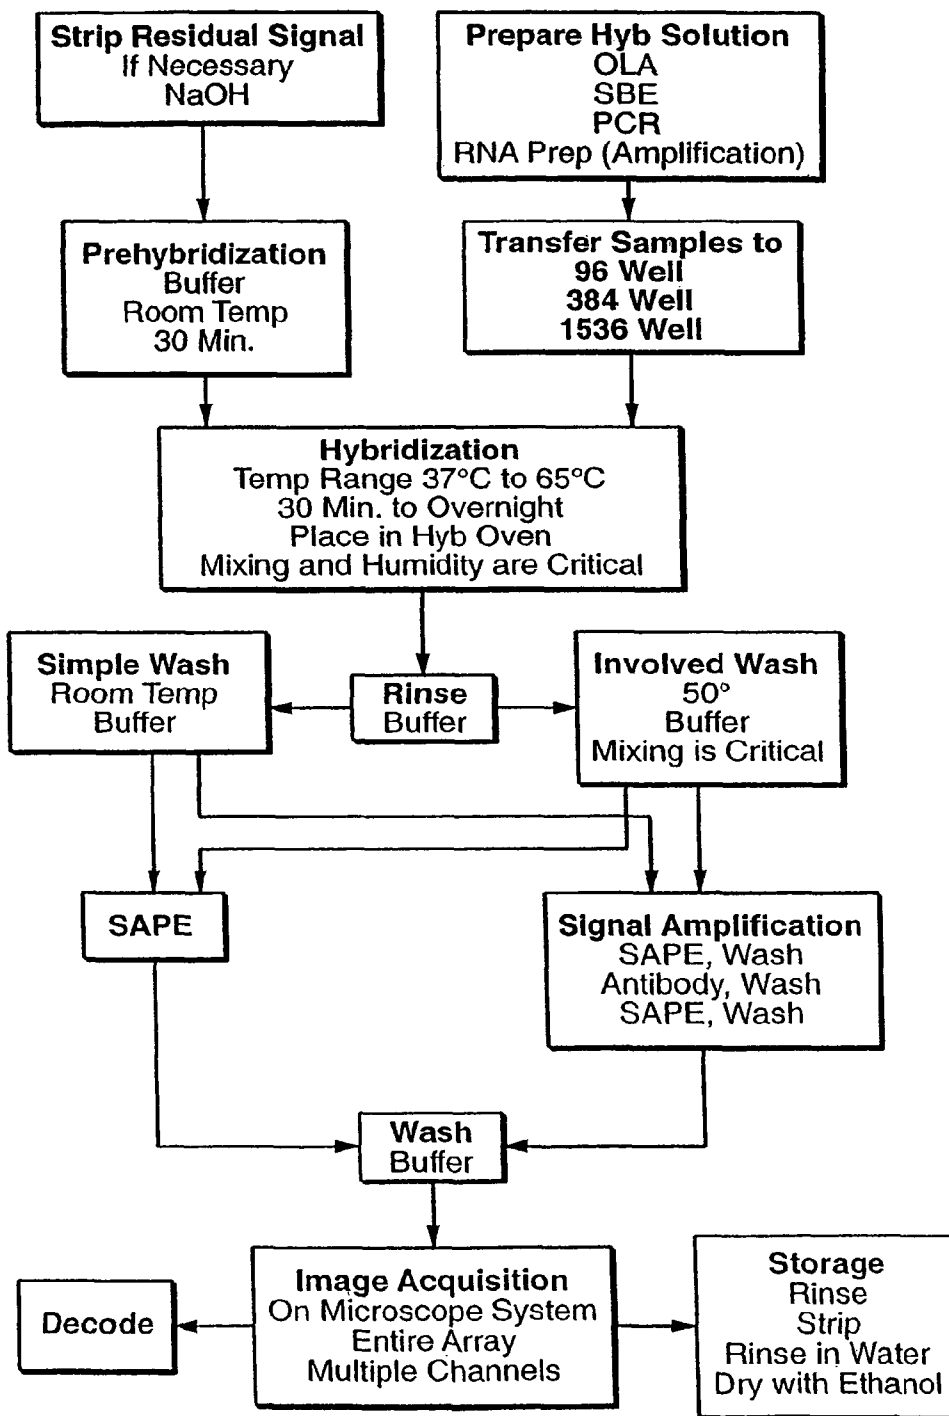 Strip Residual Signal
If Necessary
NaOH
Prepare Hyb Solution
OLA
SBE
PCR
RNA Prep (Amplification)
Prehybridization
Buffer
Room Temp
30 Min.
Transfer Samples to
96 Well
384 Well
1536 Well
Hybridization
Temp Range 37°C to 65°C
30 Min. to Overnight
Place in Hyb Oven
Mixing and Humidity are Critical
Simple Wash
Room Temp
Buffer
Rinse
Buffer
Involved Wash
50°
Buffer
Mixing is Critical
SAPE
Signal Amplification
SAPE, Wash
Antibody, Wash
SAPE, Wash
Wash
Buffer
Decode
Image Acquisition
On Microscope System
Entire Array
Multiple Channels
Storage
Rinse
Strip
Rinse in Water
Dry with Ethanol